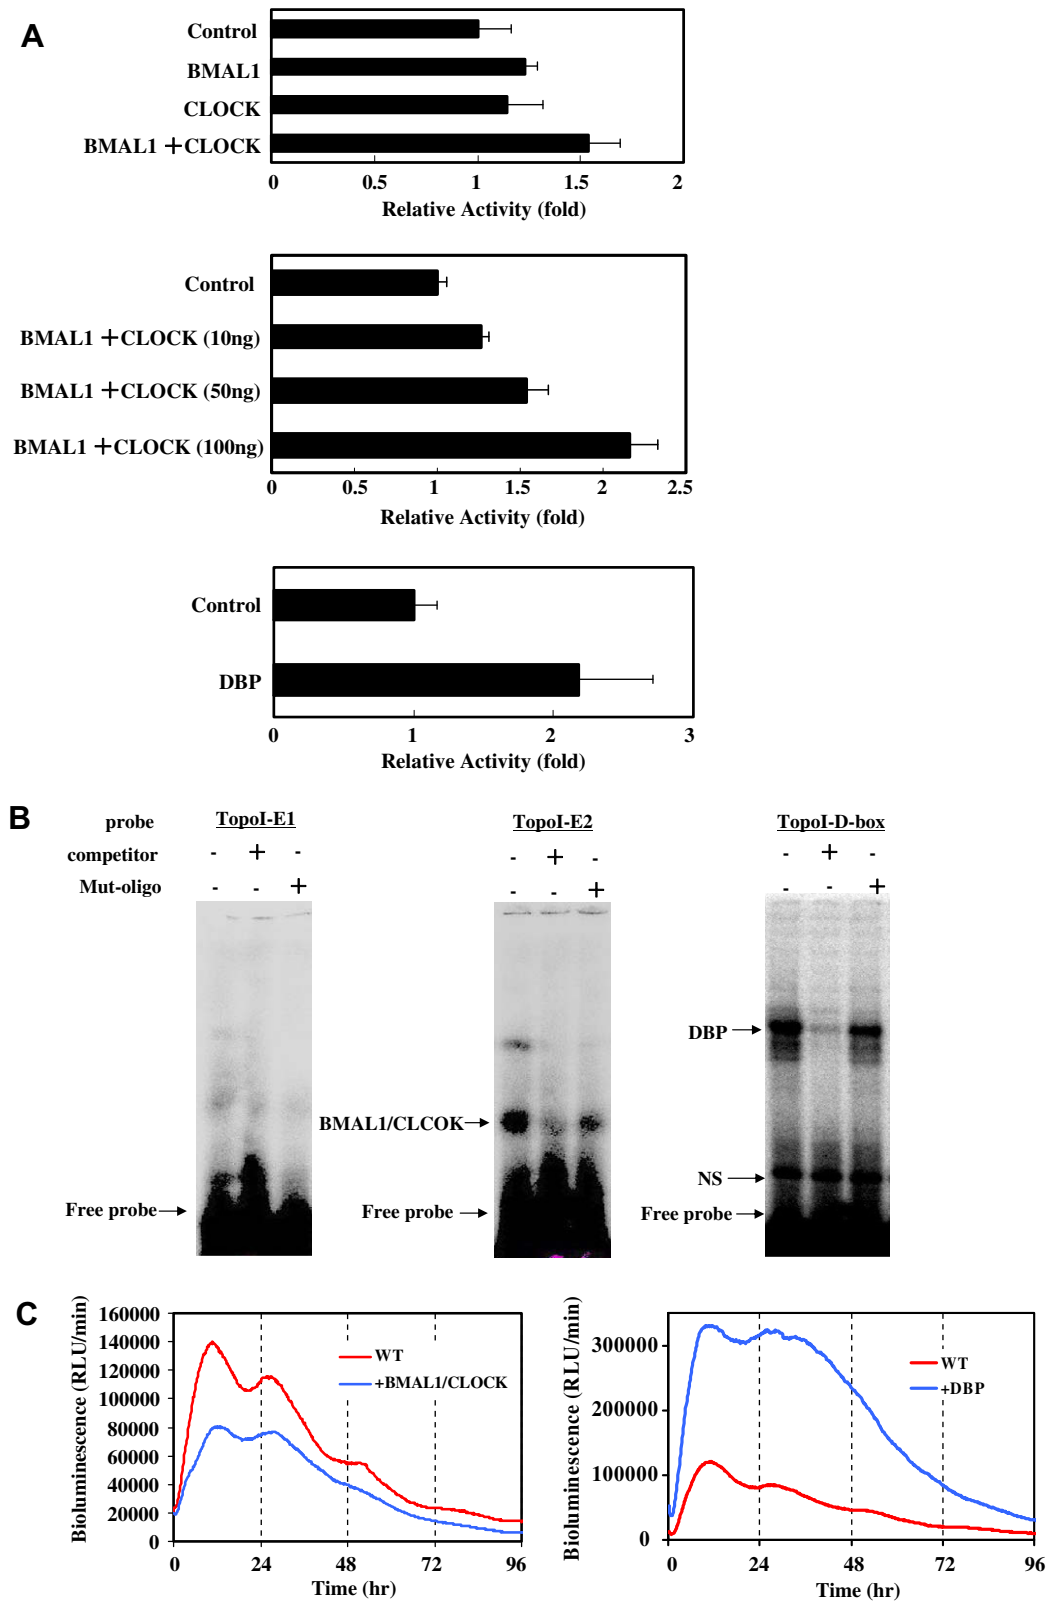 A
Control
BMAL1
CLOCK
BMAL1 +CLOCK
0 0.5 1 1.5 2
Relative Activity (fold)
Control
BMAL1 +CLOCK (10ng)
BMAL1 +CLOCK (50ng)
BMAL1 +CLOCK (100ng)
0 0.5 1 1.5 2 2.5
Relative Activity (fold)
Control
DBP
0 1 2 3
Relative Activity (fold)
B
probe TopoI-E1 TopoI-E2 TopoI-D-box
competitor - + - - + - - + -
Mut-oligo - - + - - + - - +
DBP
BMAL1/CLCOK
NS
Free probe Free probe Free probe
C
Bioluminescence (RLU/min)
160000
140000
120000
100000
80000
60000
40000
20000
0
WT
+BMAL1/CLOCK
0 24 48 72 96
Time (hr)
Bioluminescence (RLU/min)
300000
200000
100000
0
WT
+DBP
0 24 48 72 96
Time (hr)